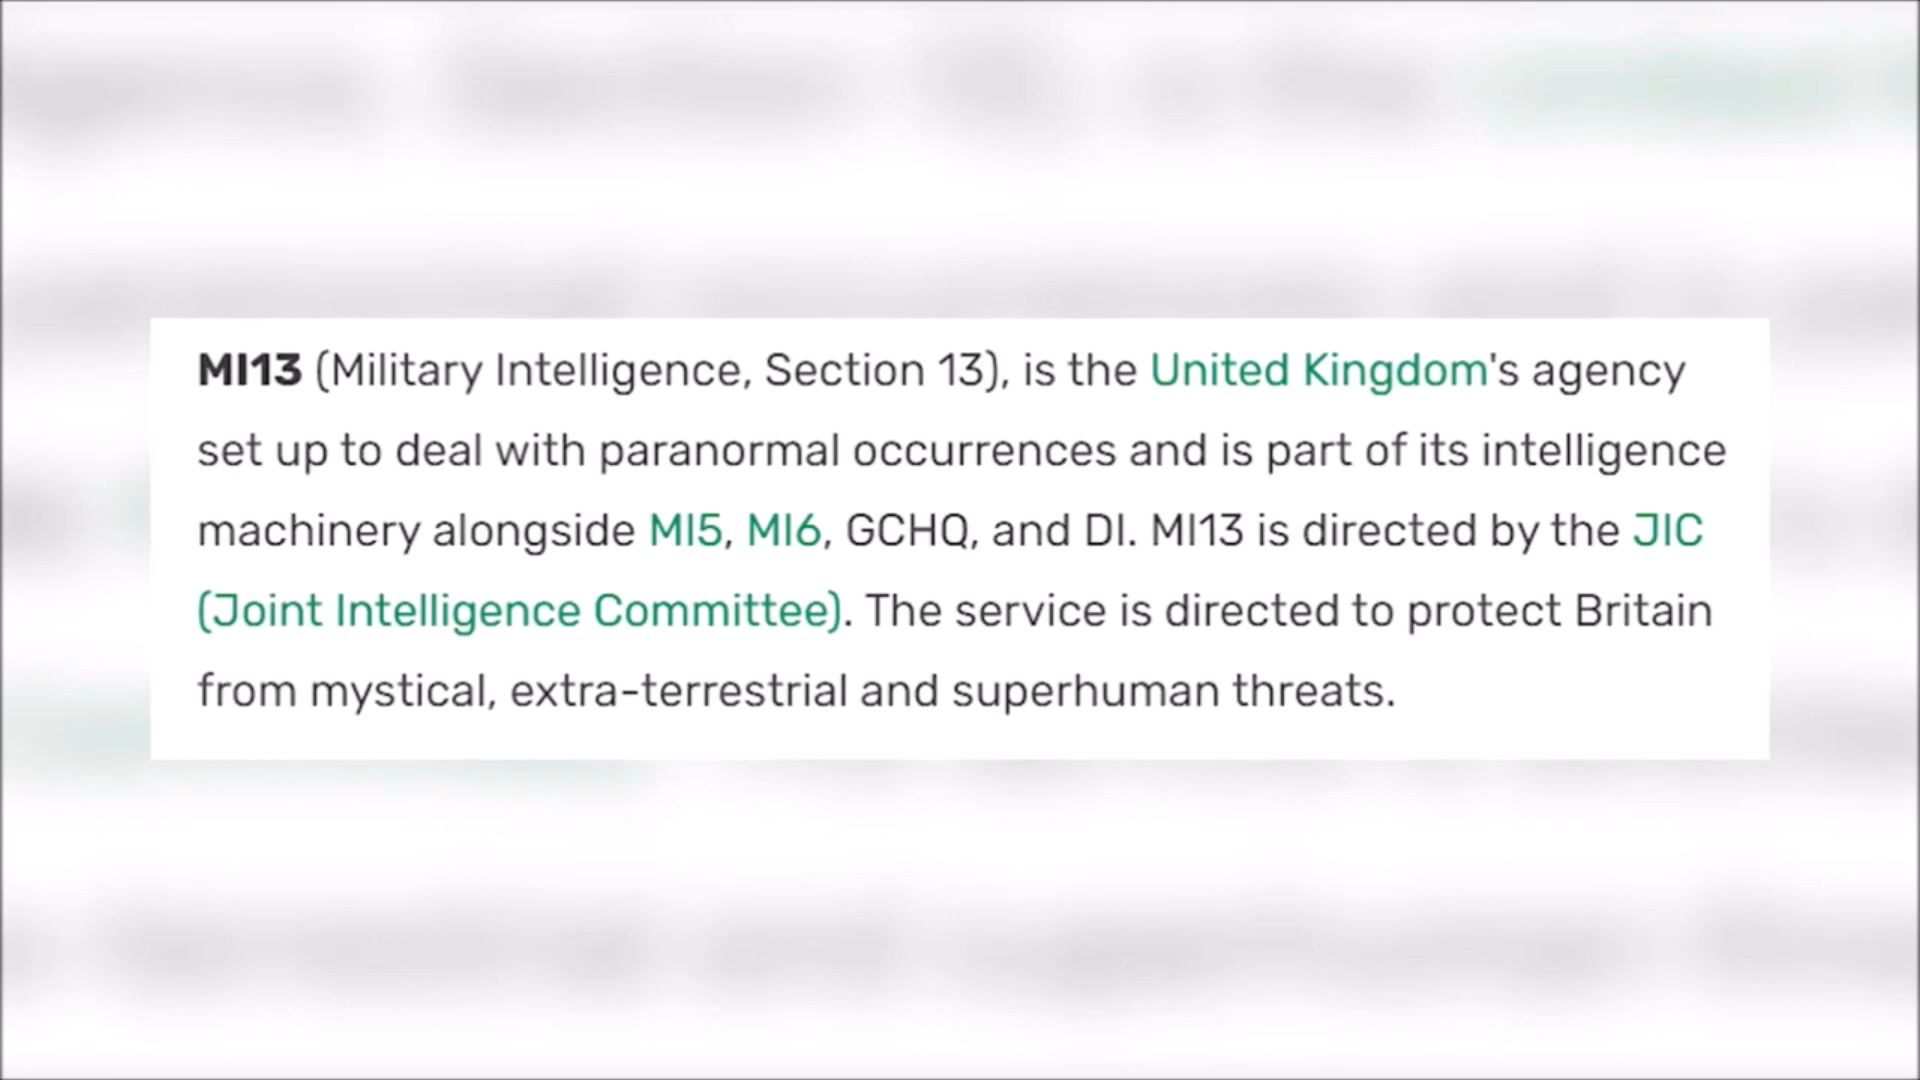 MI13 (Military Intelligence, Section 13), is the United Kingdom's agency
set up to deal with paranormal occurrences and is part of its intelligence
machinery alongside MI5, MI6, GCHQ, and DI. MI13 is directed by the JIC
(Joint Intelligence Committee). The service is directed to protect Britain
from mystical, extra-terrestrial and superhuman threats.